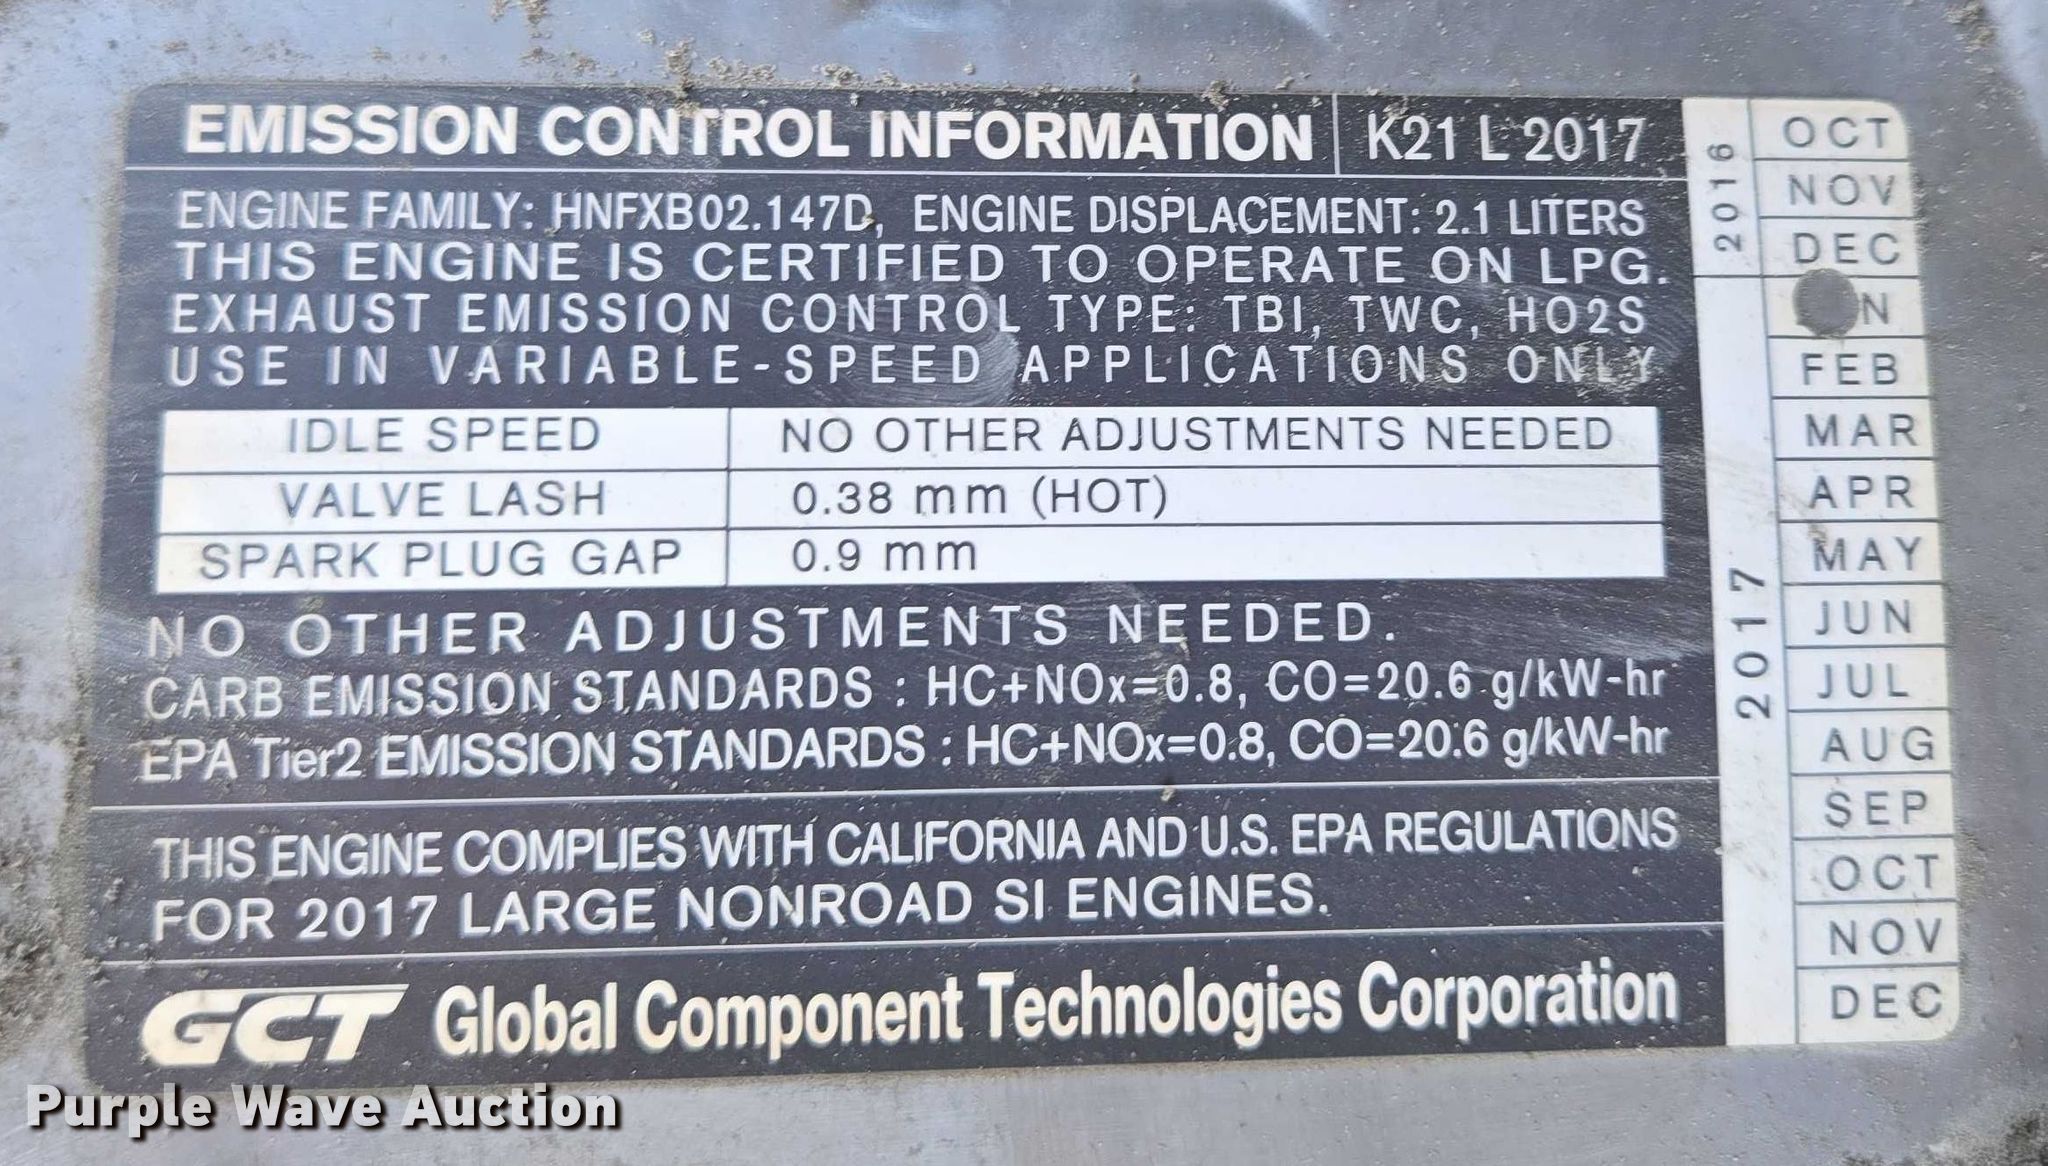 EMISSION CONTROL INFORMATION K21 L 2017
ENGINE FAMILY: HNFXB02.147D, ENGINE DISPLACEMENT: 2.1 LITERS
THIS ENGINE IS CERTIFIED TO OPERATE ON LPG.
EXHAUST EMISSION CONTROL TYPE: TBI, TWC, HO2S
USE IN VARIABLE-SPEED APPLICATIONS ONLY
IDLE SPEED NO OTHER ADJUSTMENTS NEEDED
VALVE LASH 0.38 mm (HOT)
SPARK PLUG GAP 0.9 mm
NO OTHER ADJUSTMENTS NEEDED.
CARB EMISSION STANDARDS : HC+NOx=0.8, CO=20.6 g/kW-hr
EPA Tier2 EMISSION STANDARDS : HC+NOx=0.8, CO=20.6 g/kW-hr
THIS ENGINE COMPLIES WITH CALIFORNIA AND U.S. EPA REGULATIONS
FOR 2017 LARGE NONROAD SI ENGINES.
GCT Global Component Technologies Corporation
2016
OCT
NOV
DEC
2017
FEB
MAR
APR
MAY
JUN
JUL
AUG
SEP
OCT
NOV
DEC
Purple Wave Auction